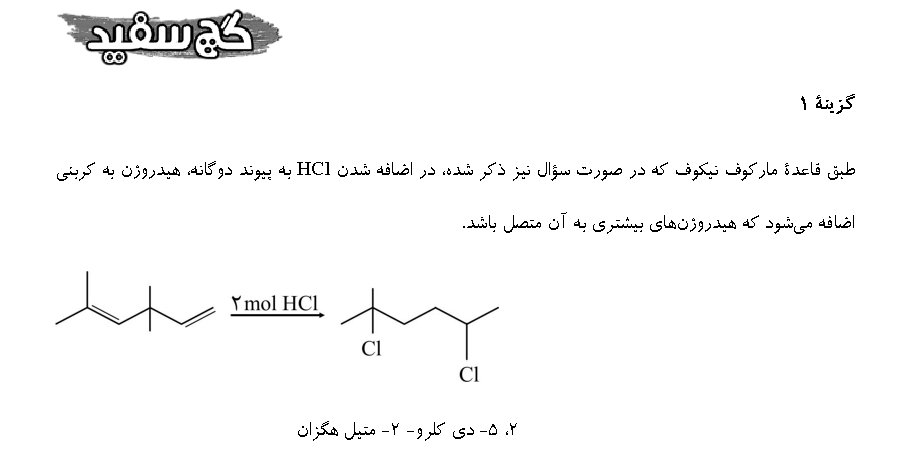 گچ سفید
گزینهٔ ۱
طبق قاعدهٔ مارکوف نیکوف که در صورت سؤال نیز ذکر شده، در اضافه شدن HCl به پیوند دوگانه، هیدروژن به کربنی
اضافه می‌شود که هیدروژن‌های بیشتری به آن متصل باشد.
۲mol HCl
Cl
Cl
۲، ۵- دی کلرو- ۲- متیل هگزان